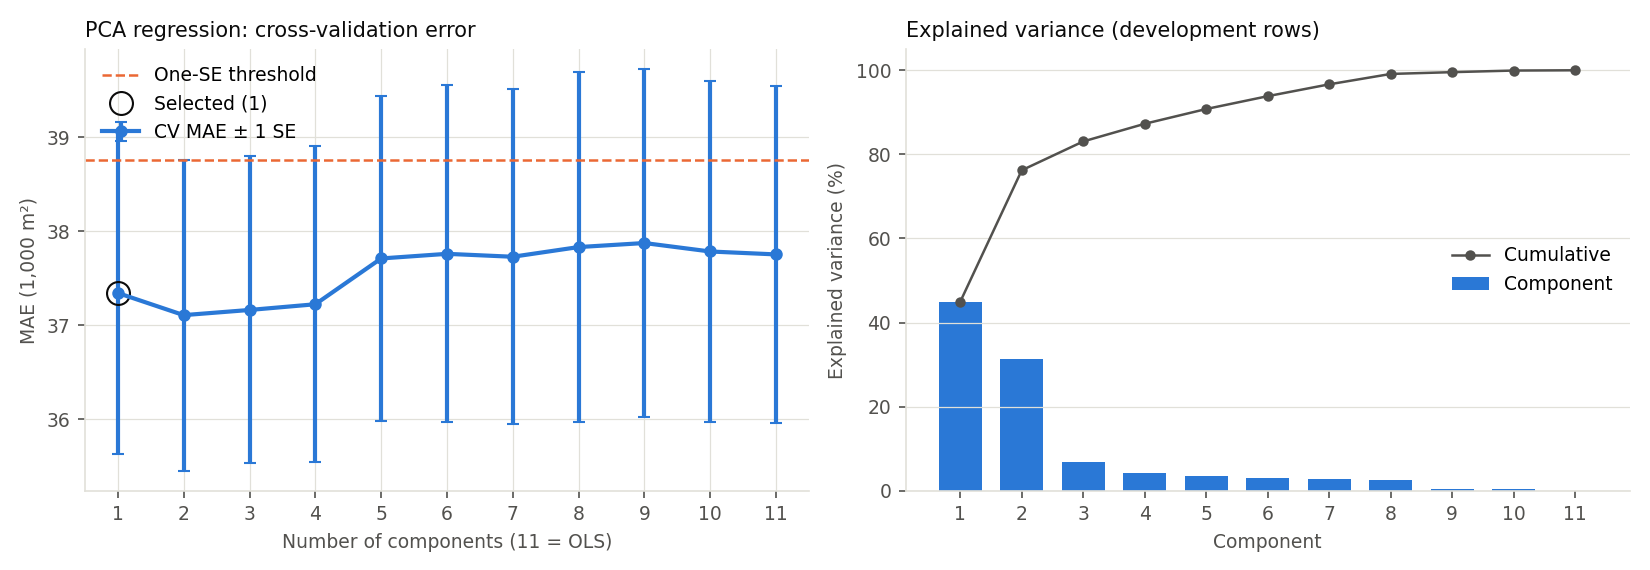 PCA regression: cross-validation error
One-SE threshold
Selected (1)
CV MAE ± 1 SE
39
38
37
36
MAE (1,000 m²)
1 2 3 4 5 6 7 8 9 10 11
Number of components (11 = OLS)
Explained variance (development rows)
100
80
60
40
20
0
Explained variance (%)
Cumulative
Component
1 2 3 4 5 6 7 8 9 10 11
Component